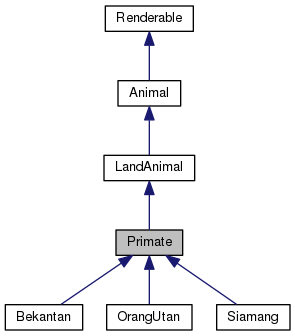 Renderable
Animal
LandAnimal
Primate
Bekantan
OrangUtan
Siamang